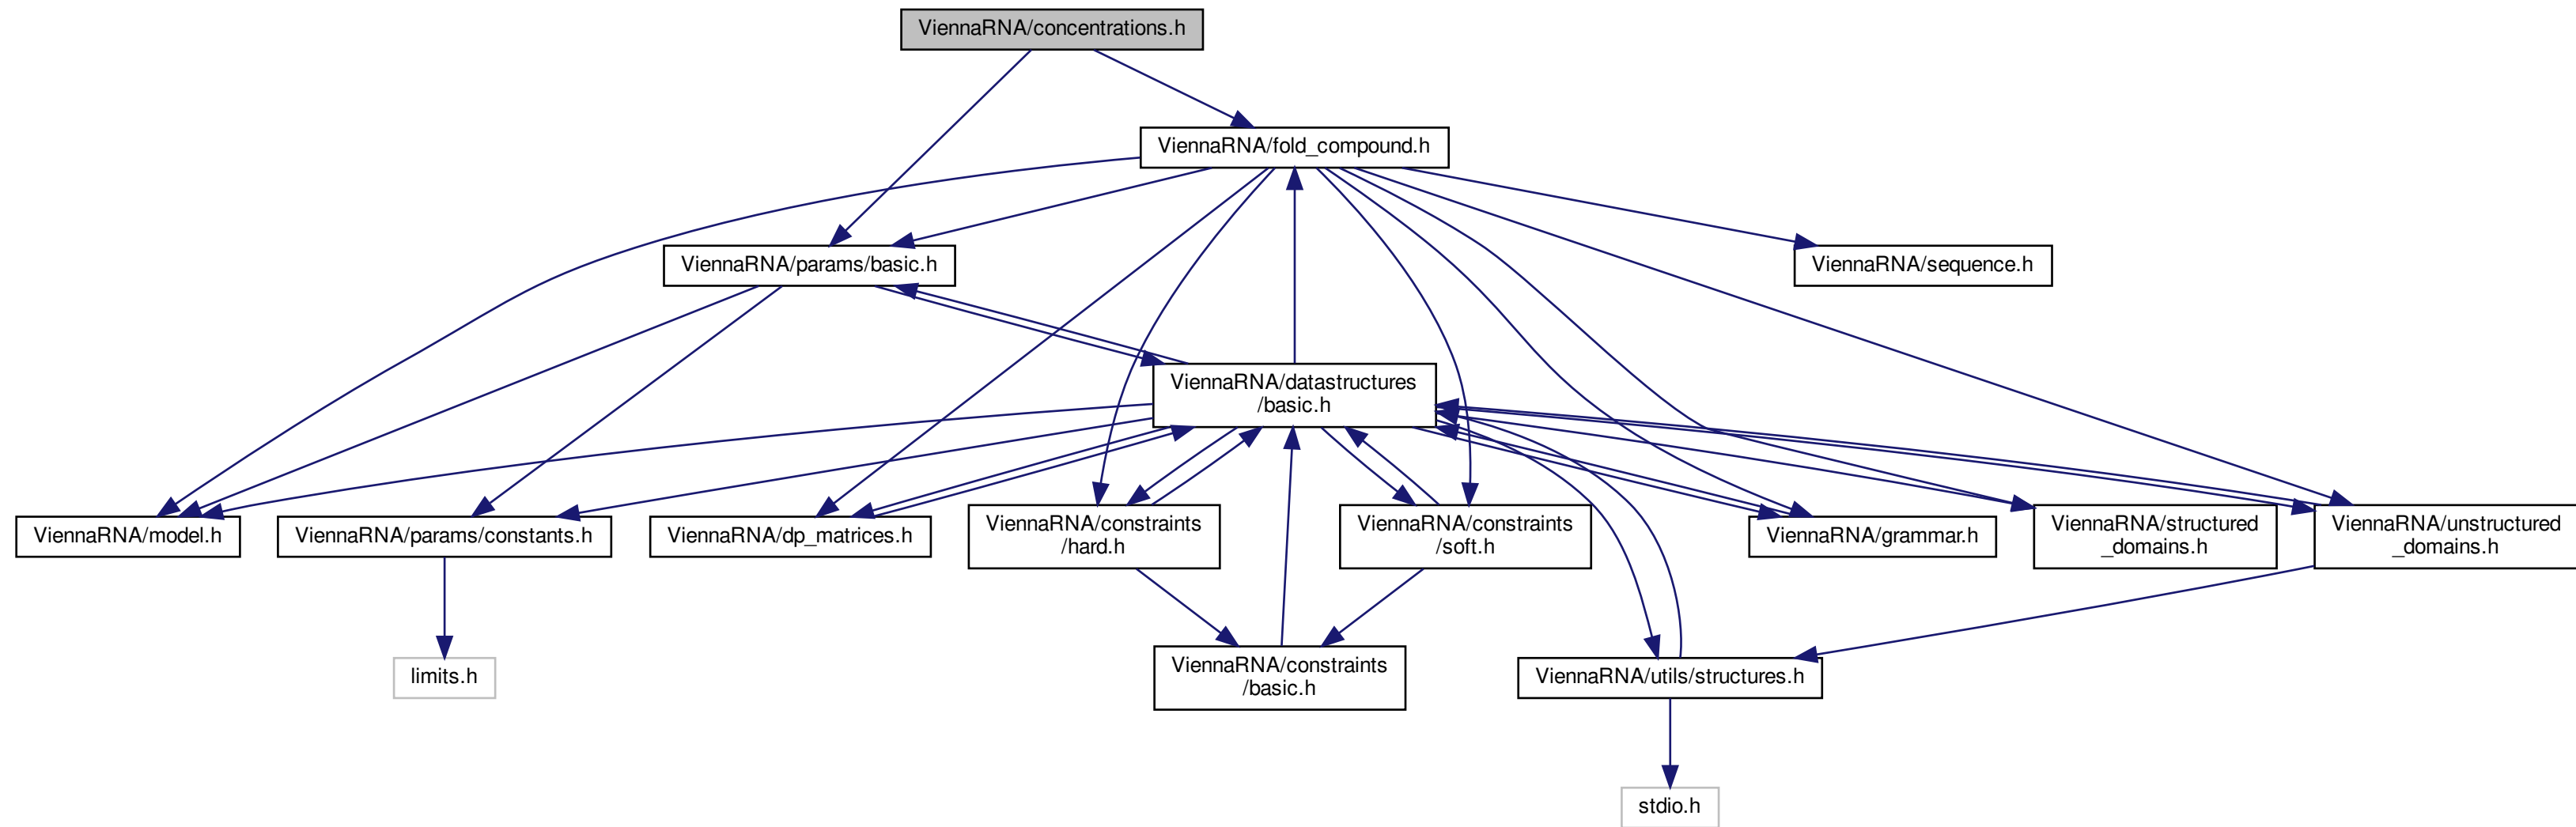 ViennaRNA/concentrations.h
ViennaRNA/fold_compound.h
ViennaRNA/params/basic.h
ViennaRNA/sequence.h
ViennaRNA/datastructures
/basic.h
ViennaRNA/model.h
ViennaRNA/params/constants.h
ViennaRNA/dp_matrices.h
ViennaRNA/constraints
/hard.h
ViennaRNA/constraints
/soft.h
ViennaRNA/grammar.h
ViennaRNA/structured
_domains.h
ViennaRNA/unstructured
_domains.h
limits.h
ViennaRNA/constraints
/basic.h
ViennaRNA/utils/structures.h
stdio.h